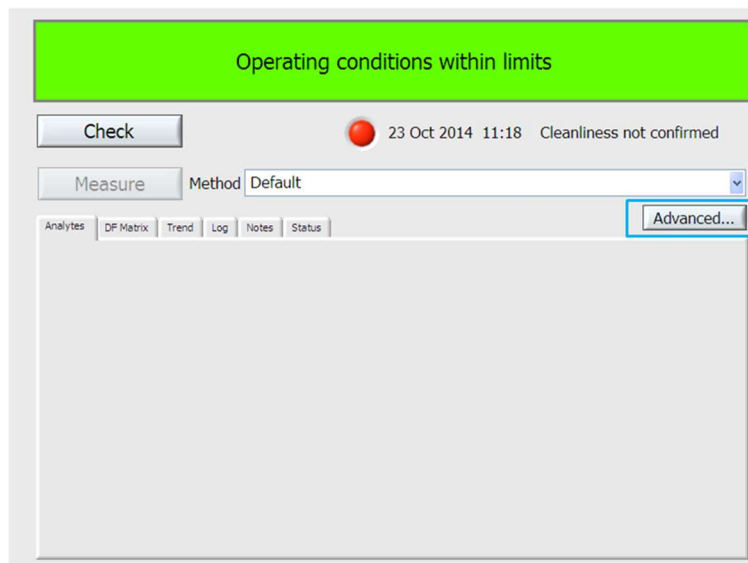 Operating conditions within limits
Check
23 Oct 2014 11:18 Cleanliness not confirmed
Measure Method Default
Advanced...
Analytes DF Matrix Trend Log Notes Status